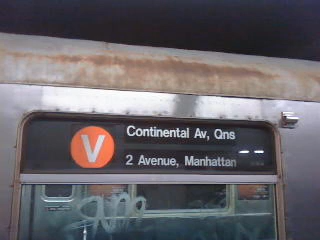 V
Continental Av, Qns
2 Avenue, Manhattan